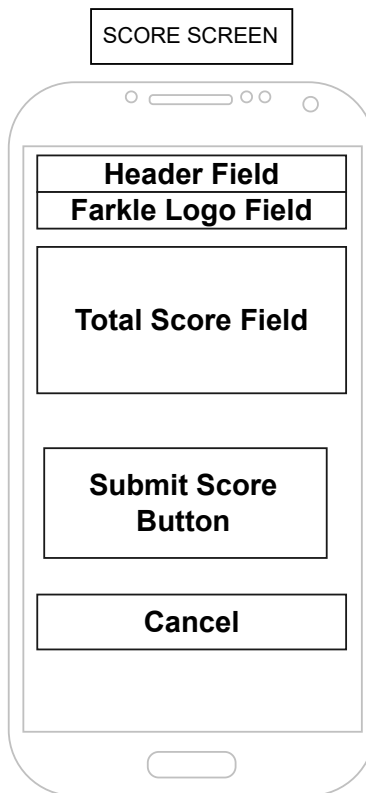 SCORE SCREEN
Header Field
Farkle Logo Field
Total Score Field
Submit Score
Button
Cancel